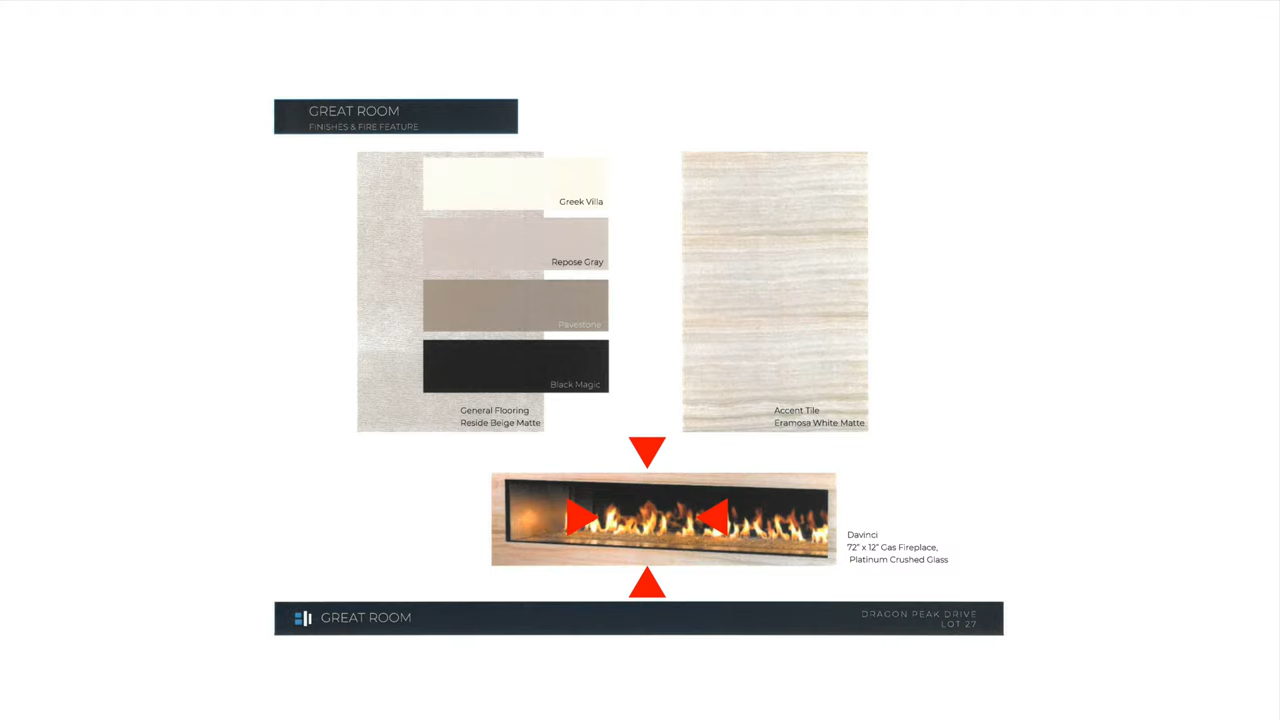 GREAT ROOM
FINISHES & FIRE FEATURE
Greek Villa
Repose Gray
Pavestone
Black Magic
General Flooring
Reside Beige Matte
Accent Tile
Eramosa White Matte
Davinci
72" x 12" Gas Fireplace,
Platinum Crushed Glass
GREAT ROOM
DRAGON PEAK DRIVE
LOT 27